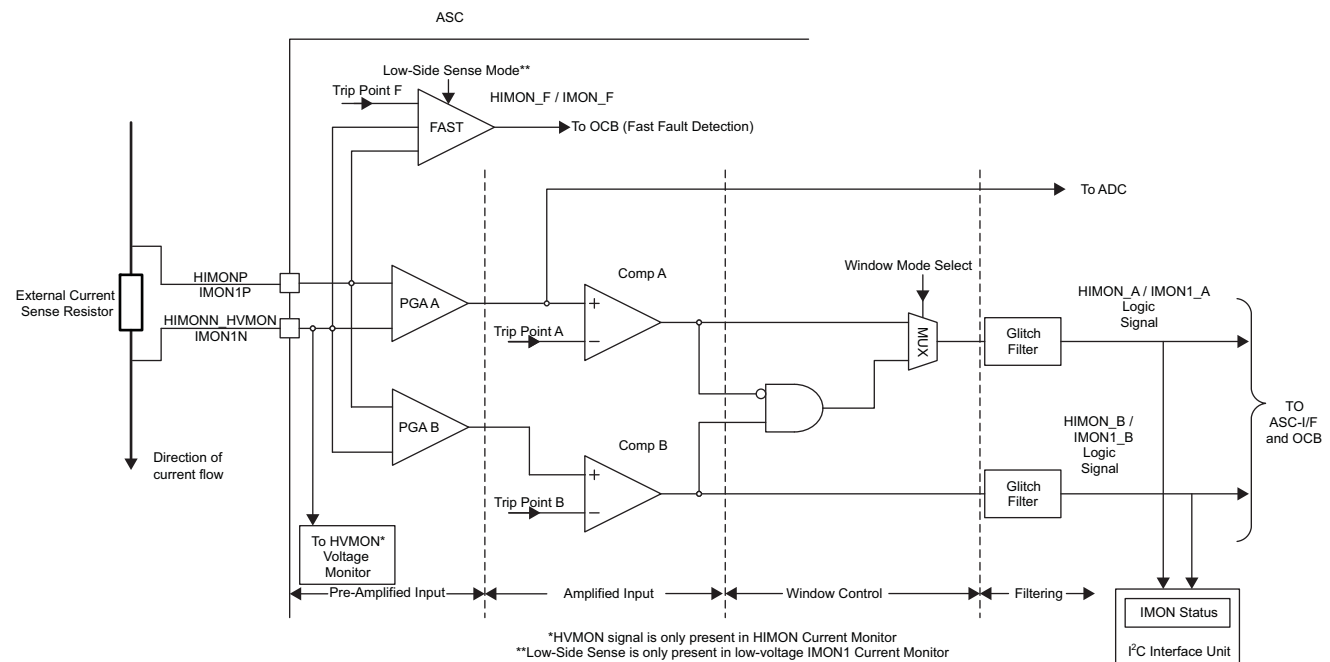 ASC
Low-Side Sense Mode**
Trip Point F
HIMON_F / IMON_F
FAST
To OCB (Fast Fault Detection)
To ADC
External Current
Sense Resistor
HIMONP
IMON1P
HIMONN_HVMON
IMON1N
PGA A
Comp A
+
Trip Point A
−
Window Mode Select
MUX
Glitch
Filter
HIMON_A / IMON1_A
Logic
Signal
PGA B
Comp B
+
Trip Point B
−
Glitch
Filter
HIMON_B /
IMON1_B
Logic
Signal
TO
ASC-I/F
and OCB
Direction of
current flow
To HVMON*
Voltage
Monitor
Pre-Amplified Input
Amplified Input
Window Control
Filtering
IMON Status
I²C Interface Unit
*HVMON signal is only present in HIMON Current Monitor
**Low-Side Sense is only present in low-voltage IMON1 Current Monitor